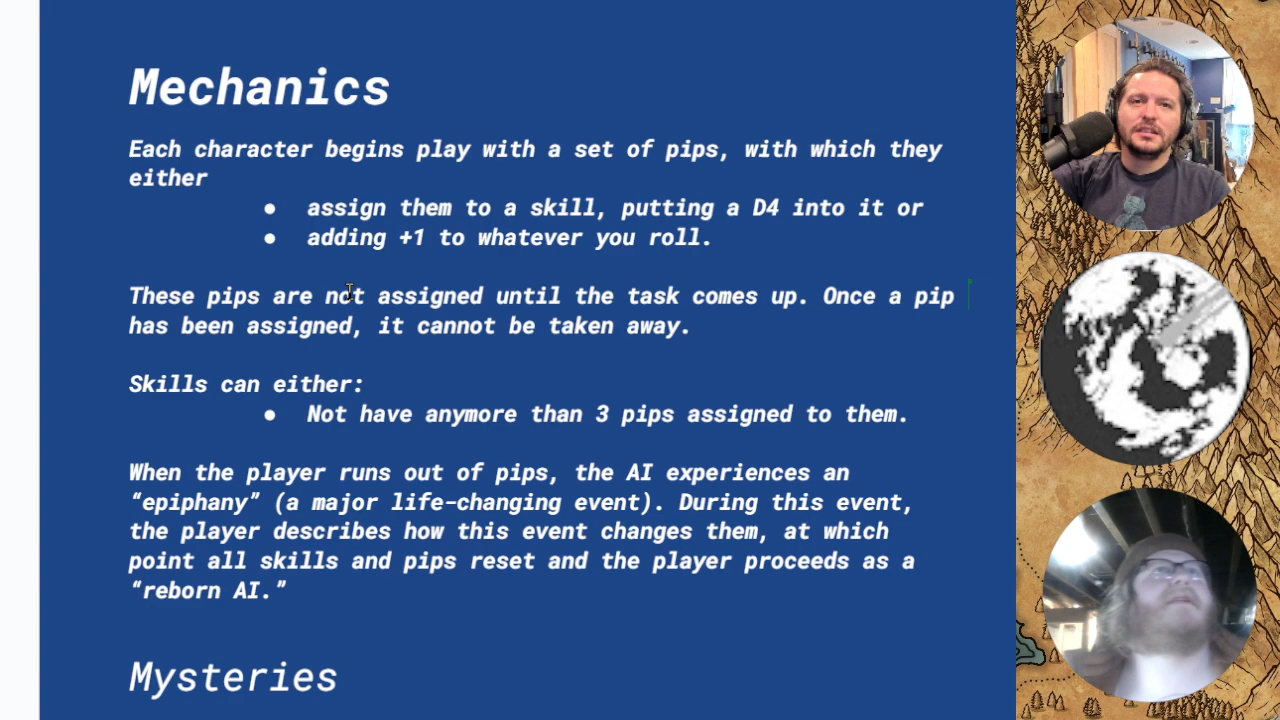 Mechanics
Each character begins play with a set of pips, with which they
either
● assign them to a skill, putting a D4 into it or
● adding +1 to whatever you roll.
These pips are not assigned until the task comes up. Once a pip
has been assigned, it cannot be taken away.
Skills can either:
● Not have anymore than 3 pips assigned to them.
When the player runs out of pips, the AI experiences an
“epiphany” (a major life-changing event). During this event,
the player describes how this event changes them, at which
point all skills and pips reset and the player proceeds as a
“reborn AI.”
Mysteries